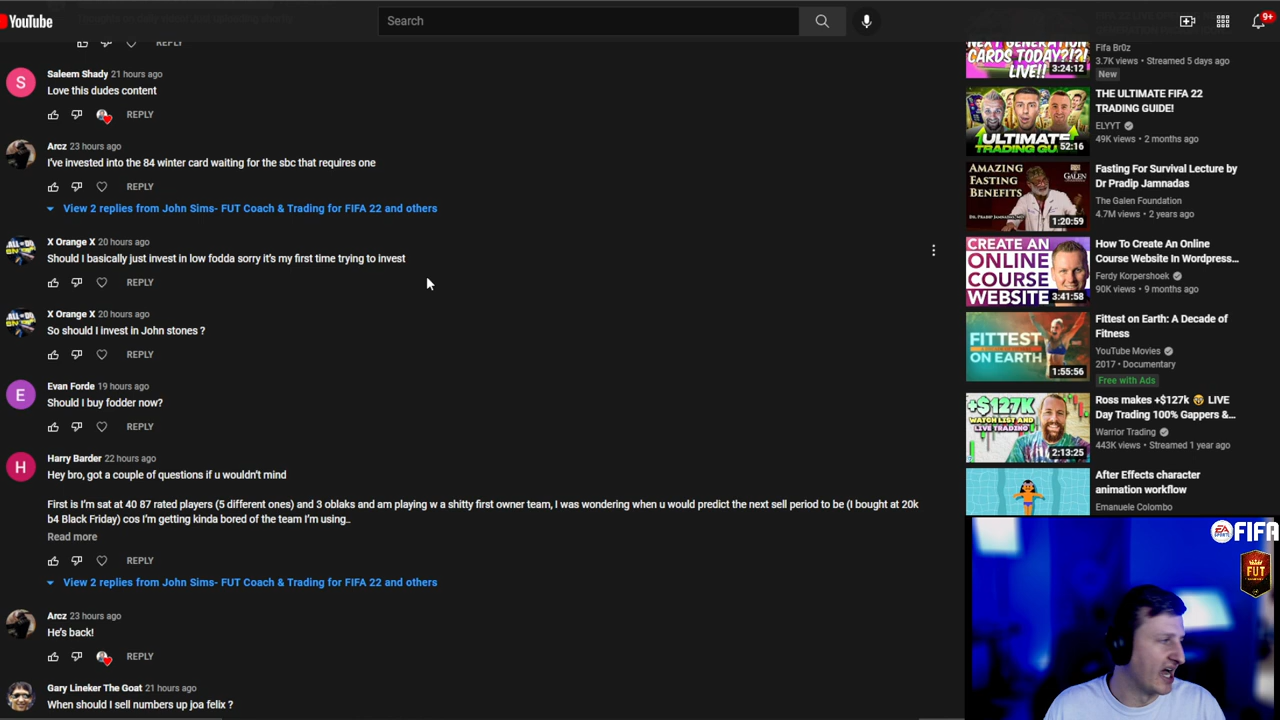 YouTube
Search
9+
REPLY
Saleem Shady 21 hours ago
Love this dudes content
REPLY
Arcz 23 hours ago
I've invested into the 84 winter card waiting for the sbc that requires one
REPLY
View 2 replies from John Sims- FUT Coach & Trading for FIFA 22 and others
X Orange X 20 hours ago
Should I basically just invest in low fodda sorry it's my first time trying to invest
REPLY
X Orange X 20 hours ago
So should I invest in John stones ?
REPLY
E
Evan Forde 19 hours ago
Should I buy fodder now?
REPLY
H
Harry Barder 22 hours ago
Hey bro, got a couple of questions if u wouldn't mind
First is I'm sat at 40 87 rated players (5 different ones) and 3 oblaks and am playing w a shitty first owner team, I was wondering when u would predict the next sell period to be (I bought at 20k
b4 Black Friday) cos I'm getting kinda bored of the team I'm using..
Read more
REPLY
View 2 replies from John Sims- FUT Coach & Trading for FIFA 22 and others
Arcz 23 hours ago
He's back!
REPLY
Gary Lineker The Goat 21 hours ago
When should I sell numbers up joa felix ?
NEXT GENERATION
CARDS TODAY?!?!
LIVE!!
3:24:12
Fifa Br0z
3.7K views • Streamed 5 days ago
New
ULTIMATE
TRADING GU
52:16
THE ULTIMATE FIFA 22
TRADING GUIDE!
ELYYT
49K views • 2 months ago
AMAZING
FASTING
BENEFITS
GALEN
1:20:59
Fasting For Survival Lecture by
Dr Pradip Jamnadas
The Galen Foundation
4.7M views • 2 years ago
CREATE AN
ONLINE
COURSE
WEBSITE
3:41:58
How To Create An Online
Course Website In Wordpress...
Ferdy Korpershoek
90K views • 9 months ago
FITTEST
ON EARTH
1:55:56
Fittest on Earth: A Decade of
Fitness
YouTube Movies
2017 • Documentary
Free with Ads
+$127K
WATCH LIST AND
LIVE TRADING
2:13:25
Ross makes +$127k 🤠 LIVE
Day Trading 100% Gappers &...
Warrior Trading
443K views • Streamed 1 year ago
After Effects character
animation workflow
Emanuele Colombo
EA
SPORTS
FIFA
FUT